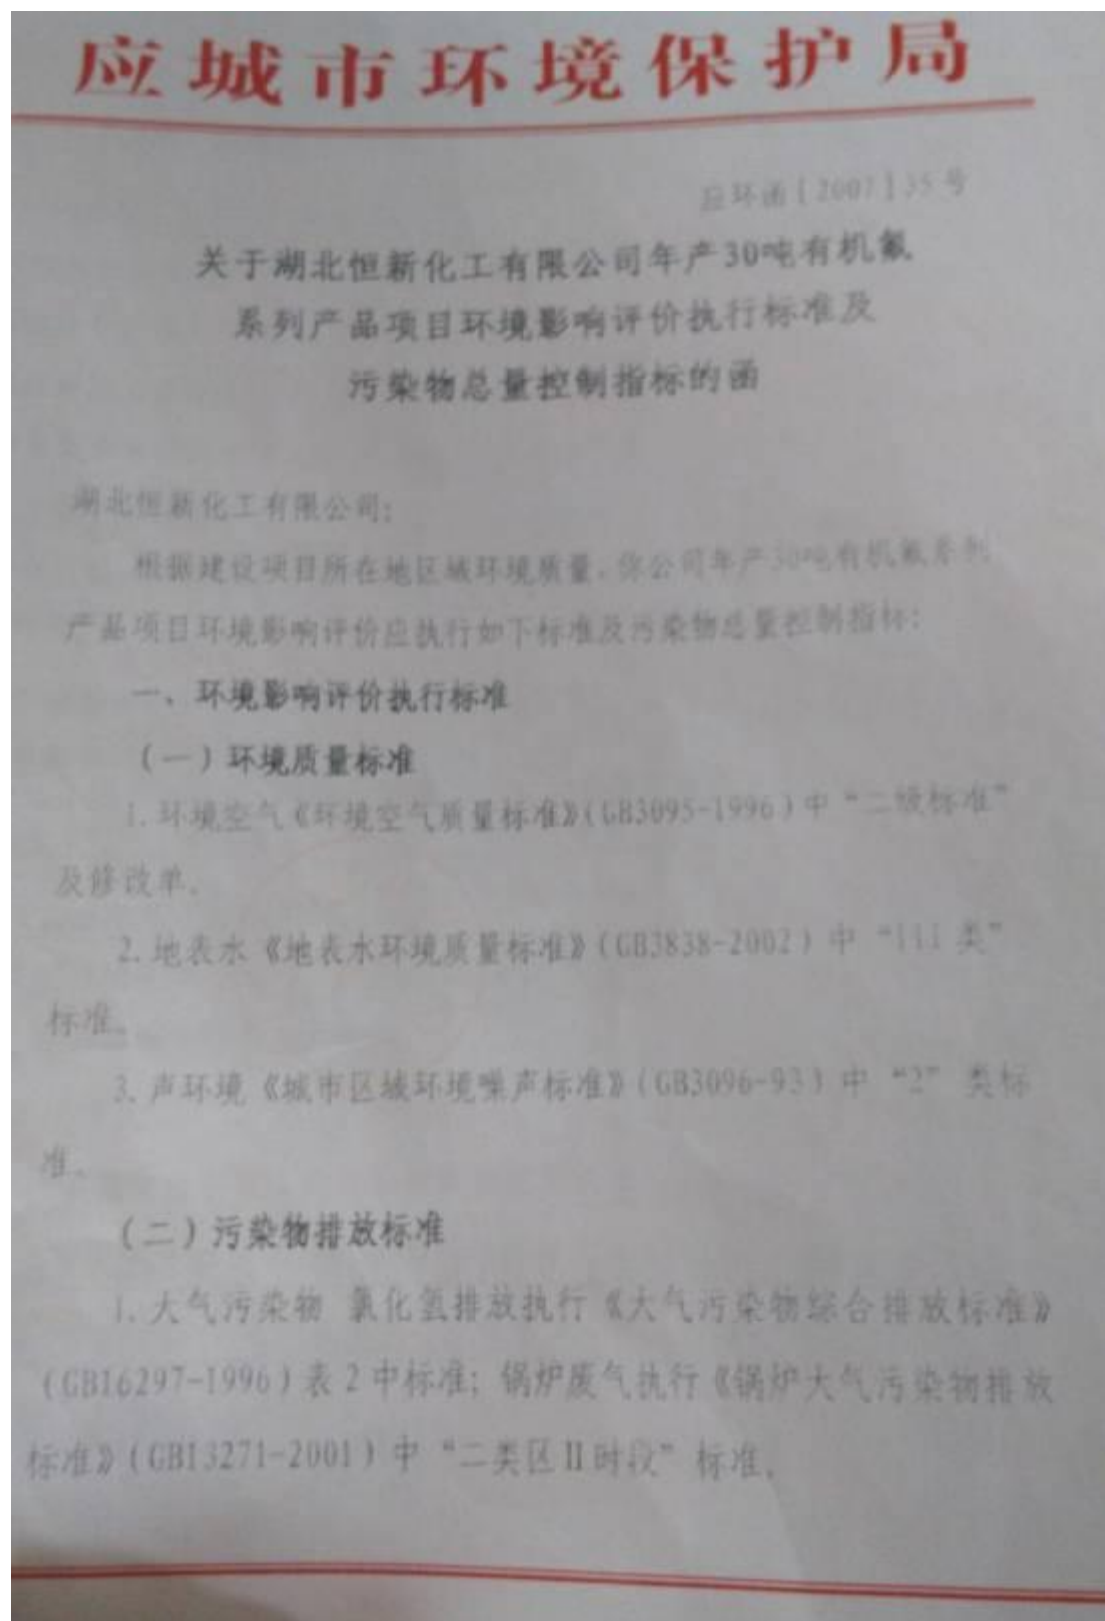 应城市环境保护局
应环函[2007]35号
关于湖北恒新化工有限公司年产30吨有机氟
系列产品项目环境影响评价执行标准及
污染物总量控制指标的函
湖北恒新化工有限公司:
根据建设项目所在地区域环境质量,你公司年产30吨有机氟系列
产品项目环境影响评价应执行如下标准及污染物总量控制指标:
一、环境影响评价执行标准
(一)环境质量标准
1.环境空气《环境空气质量标准》(GB3095-1996)中“二级标准”
及修改单。
2.地表水《地表水环境质量标准》(GB3838-2002)中“III类”
标准。
3.声环境《城市区域环境噪声标准》(GB3096-93)中“2”类标
准。
(二)污染物排放标准
1.大气污染物 氯化氢排放执行《大气污染物综合排放标准》
(GB16297-1996)表2中标准;锅炉废气执行《锅炉大气污染物排放
标准》(GB13271-2001)中“二类区II时段”标准。